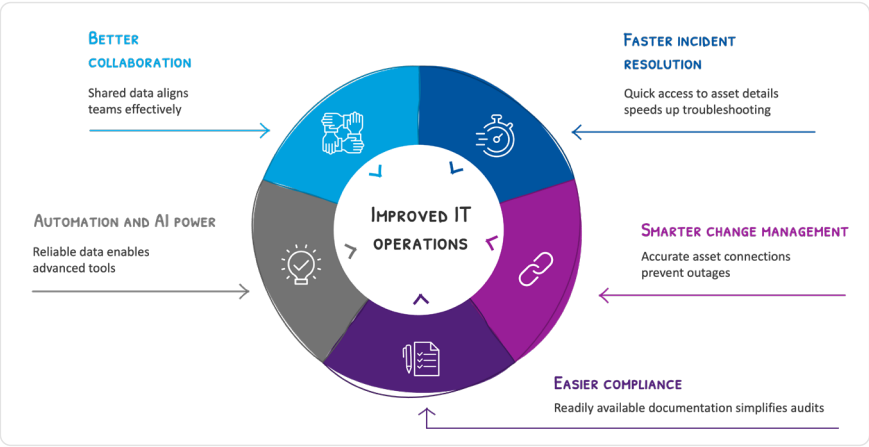 BETTER
COLLABORATION
Shared data aligns
teams effectively
FASTER INCIDENT
RESOLUTION
Quick access to asset details
speeds up troubleshooting
IMPROVED IT
OPERATIONS
AUTOMATION AND AI POWER
Reliable data enables
advanced tools
SMARTER CHANGE MANAGEMENT
Accurate asset connections
prevent outages
EASIER COMPLIANCE
Readily available documentation simplifies audits